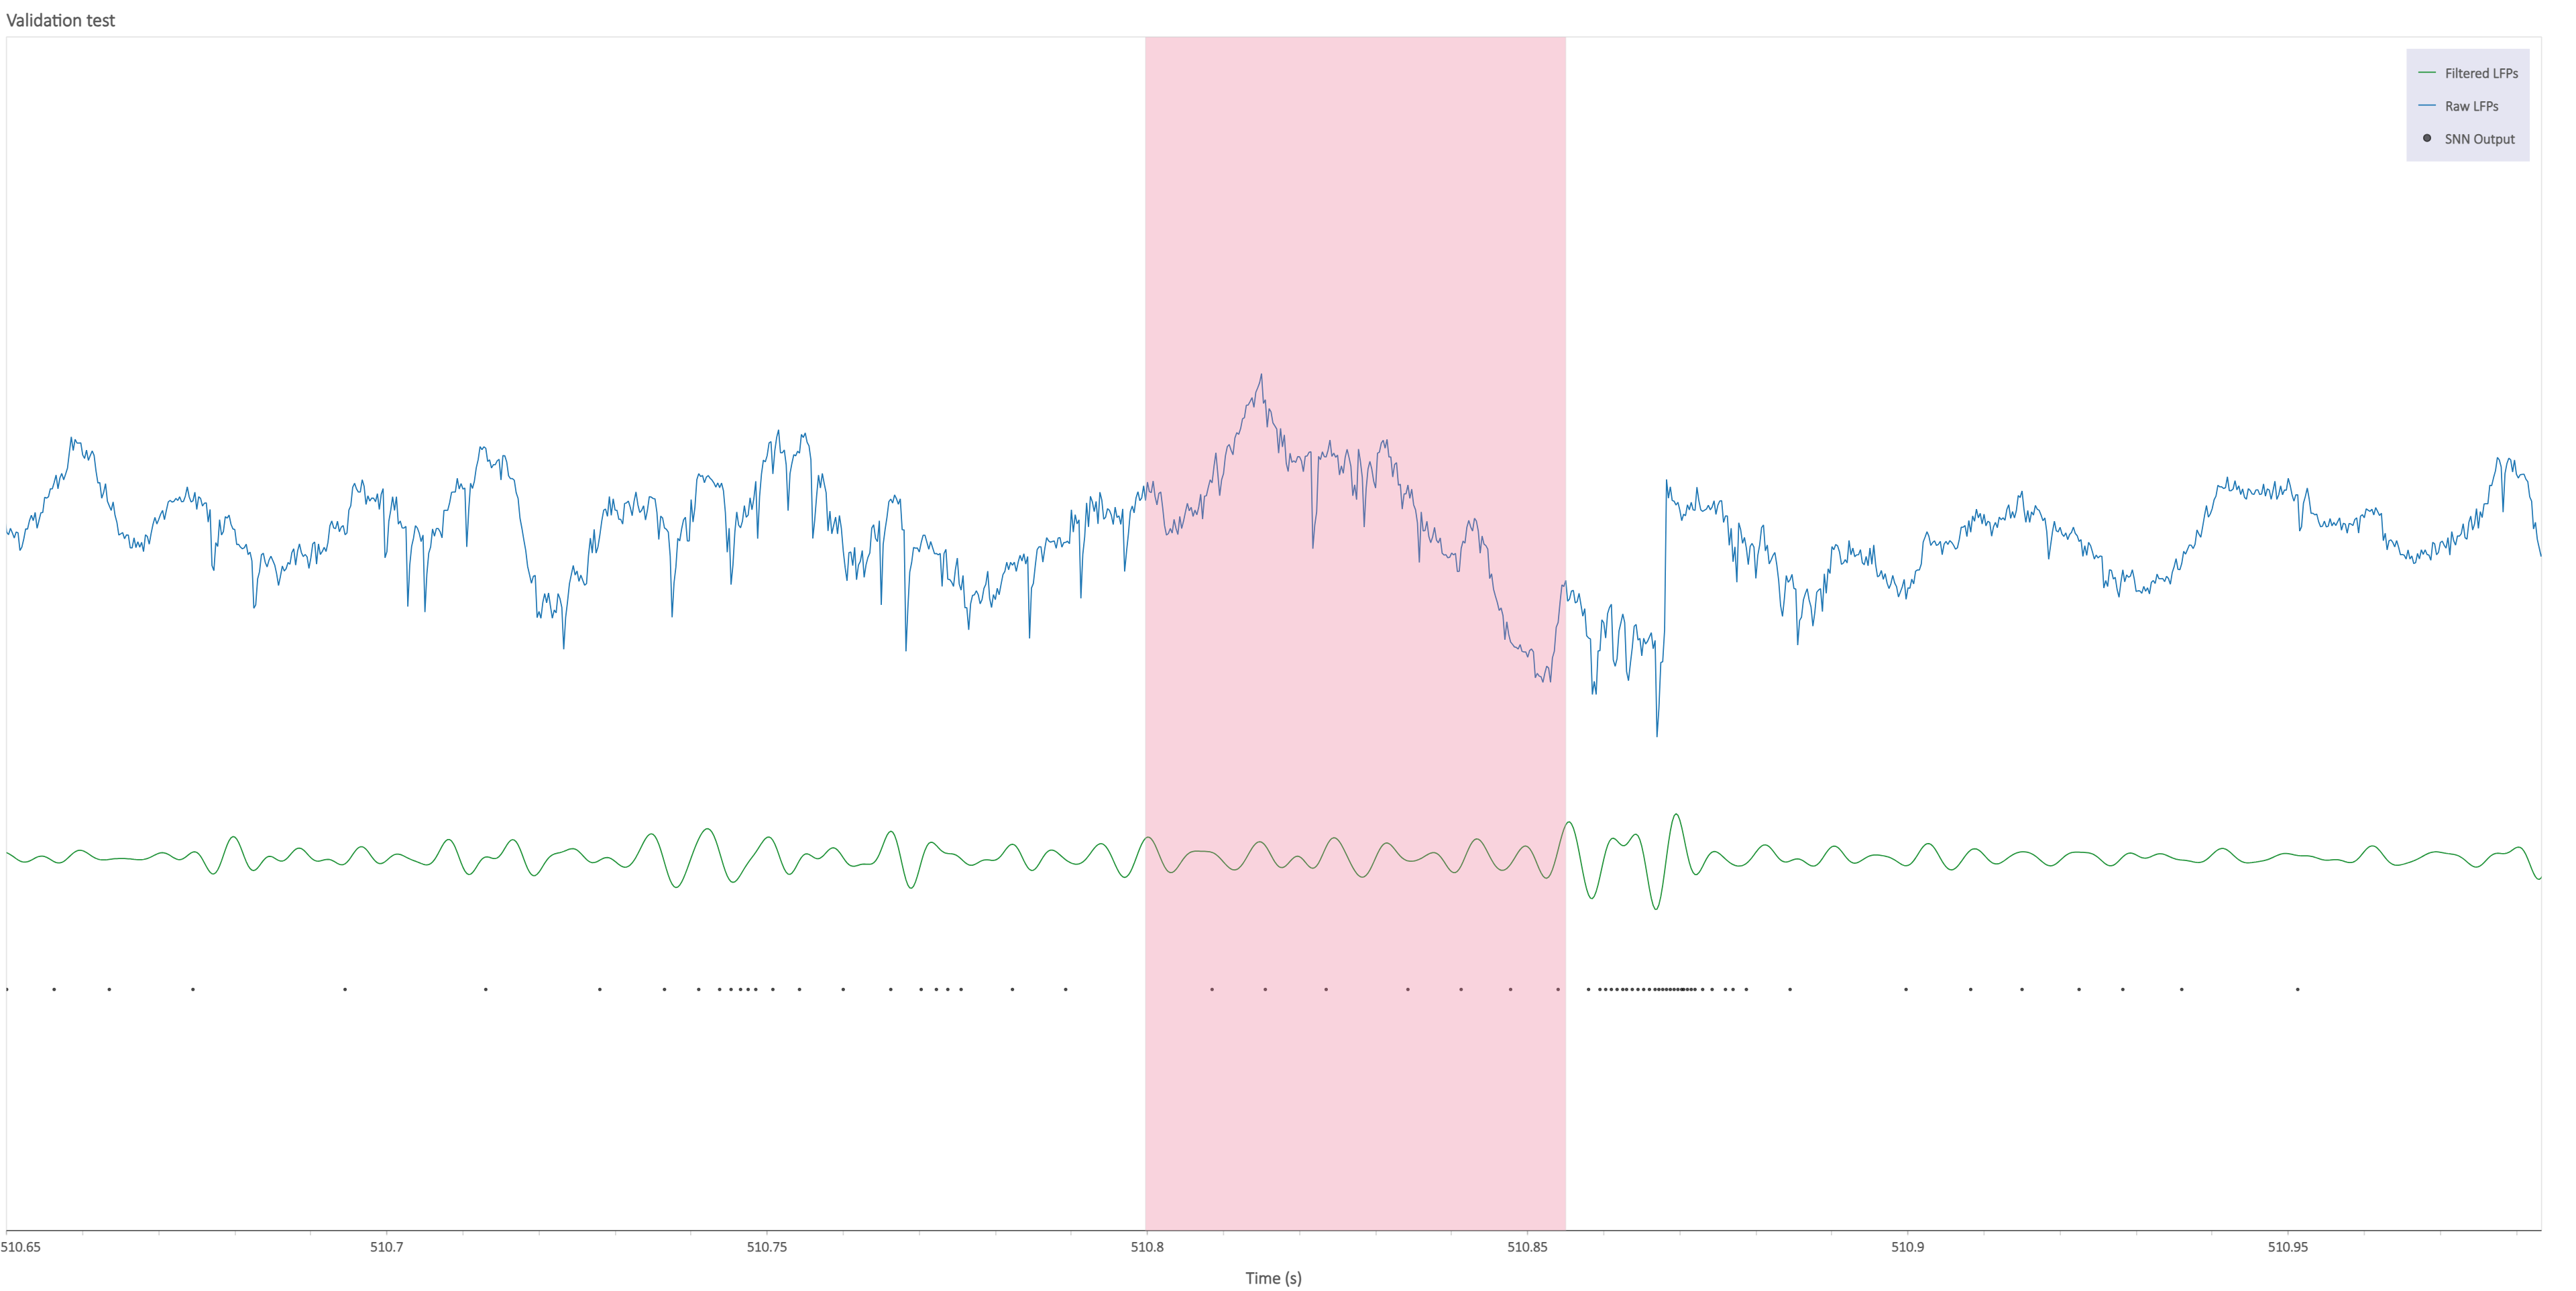 Validation test
Filtered LFPs
Raw LFPs
SNN Output
510.65 510.7 510.75 510.8 510.85 510.9 510.95
Time (s)